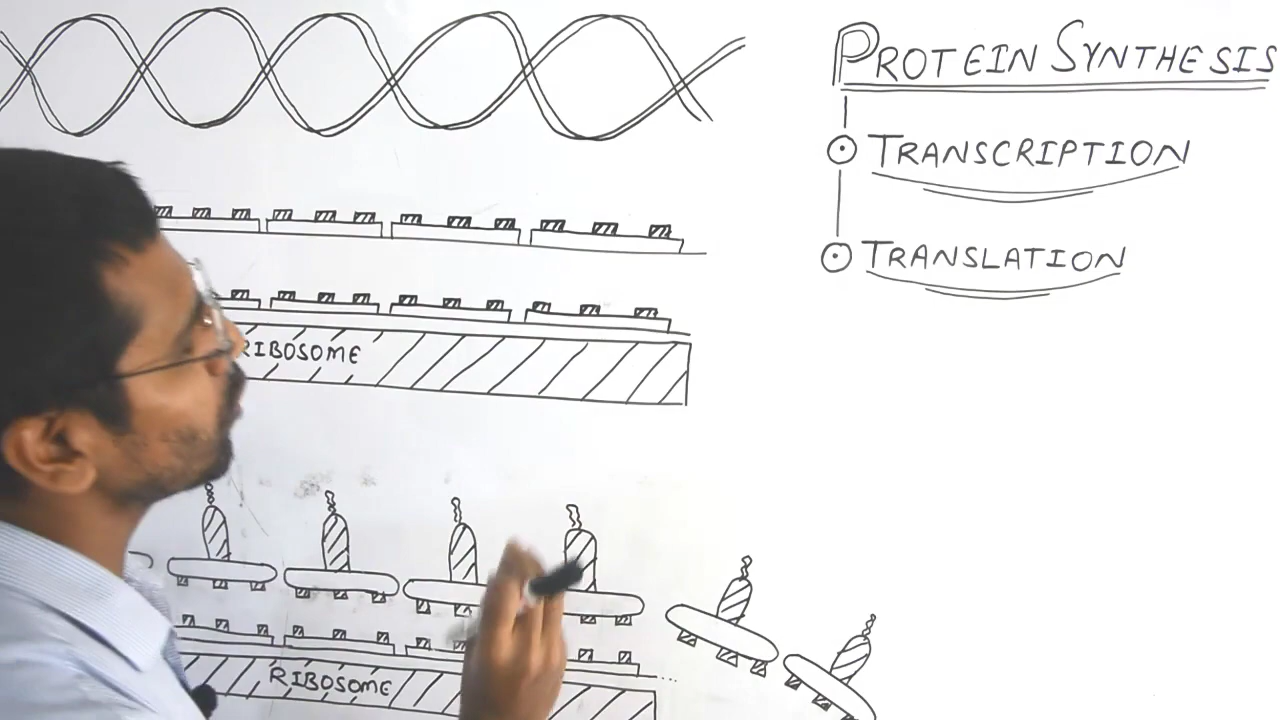 PROTEIN SYNTHESIS
TRANSCRIPTION
TRANSLATION
RIBOSOME
RIBOSOME